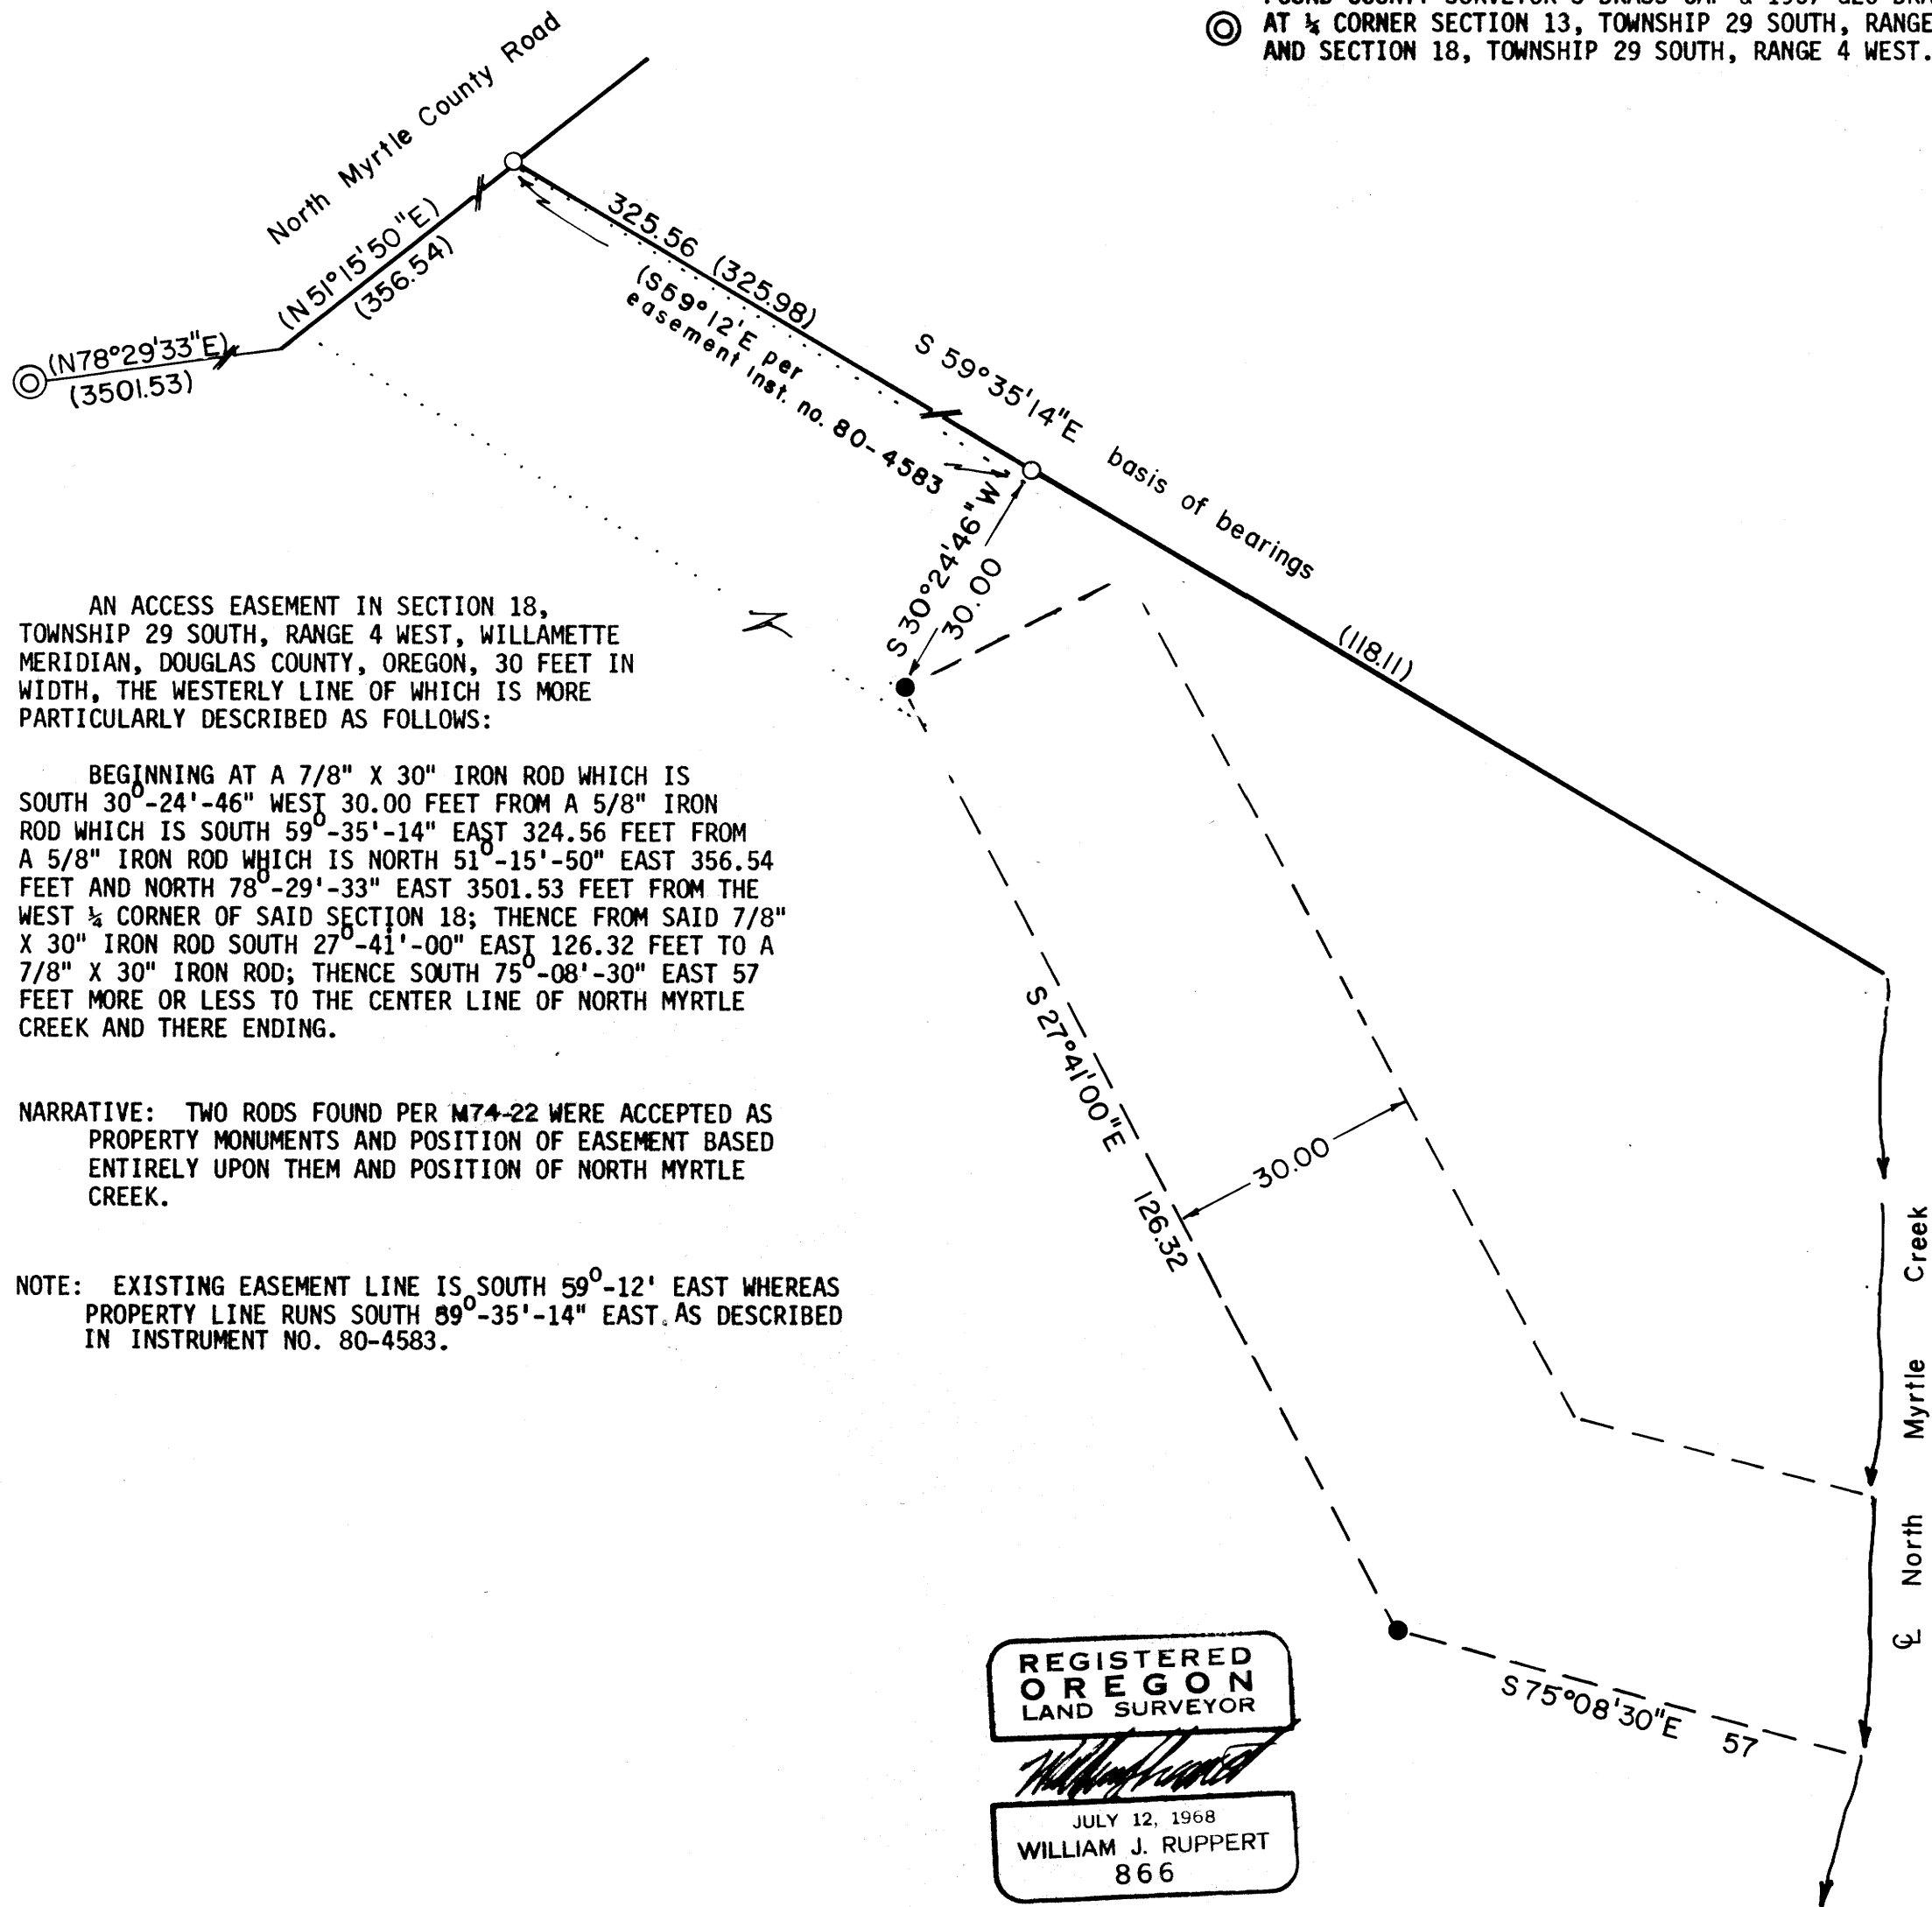 AT ¼ CORNER SECTION 13, TOWNSHIP 29 SOUTH, RANGE
AND SECTION 18, TOWNSHIP 29 SOUTH, RANGE 4 WEST.
North Myrtle County Road
(N 51°15'50"E)
(356.54)
(N78°29'33"E)
(3501.53)
325.56 (325.98)
(S59°12'E per
easement inst. no. 80-4583
S 59°35'14"E basis of bearings
S 30°24'46"W
30.00
(118.11)
AN ACCESS EASEMENT IN SECTION 18,
TOWNSHIP 29 SOUTH, RANGE 4 WEST, WILLAMETTE
MERIDIAN, DOUGLAS COUNTY, OREGON, 30 FEET IN
WIDTH, THE WESTERLY LINE OF WHICH IS MORE
PARTICULARLY DESCRIBED AS FOLLOWS:
BEGINNING AT A 7/8" X 30" IRON ROD WHICH IS
SOUTH 30°-24'-46" WEST 30.00 FEET FROM A 5/8" IRON
ROD WHICH IS SOUTH 59°-35'-14" EAST 324.56 FEET FROM
A 5/8" IRON ROD WHICH IS NORTH 51°-15'-50" EAST 356.54
FEET AND NORTH 78°-29'-33" EAST 3501.53 FEET FROM THE
WEST ¼ CORNER OF SAID SECTION 18; THENCE FROM SAID 7/8"
X 30" IRON ROD SOUTH 27°-41'-00" EAST 126.32 FEET TO A
7/8" X 30" IRON ROD; THENCE SOUTH 75°-08'-30" EAST 57
FEET MORE OR LESS TO THE CENTER LINE OF NORTH MYRTLE
CREEK AND THERE ENDING.
NARRATIVE: TWO RODS FOUND PER M74-22 WERE ACCEPTED AS
PROPERTY MONUMENTS AND POSITION OF EASEMENT BASED
ENTIRELY UPON THEM AND POSITION OF NORTH MYRTLE
CREEK.
NOTE: EXISTING EASEMENT LINE IS SOUTH 59°-12' EAST WHEREAS
PROPERTY LINE RUNS SOUTH 59°-35'-14" EAST. AS DESCRIBED
IN INSTRUMENT NO. 80-4583.
S 27°41'00"E 126.32
30.00
S 75°08'30"E 57
℄ North Myrtle Creek
REGISTERED
OREGON
LAND SURVEYOR
JULY 12, 1968
WILLIAM J. RUPPERT
866